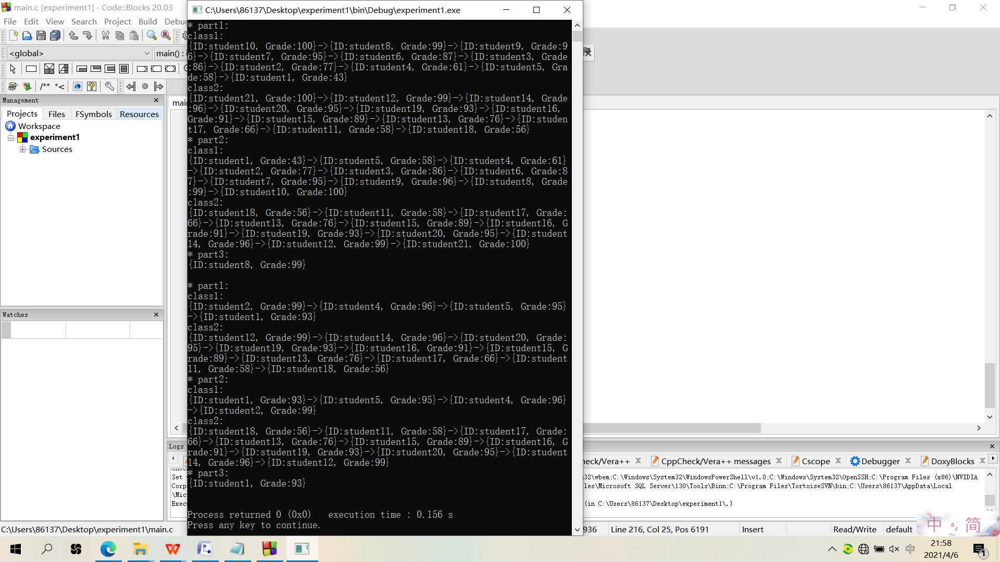 main.c [experiment1] - Code::Blocks 20.03
File Edit View Search Project Build Debu
<global>
main() :
/** *<
Management
Projects Files FSymbols Resources
Workspace
experiment1
Sources
Watches
C:\Users\86137\Desktop\experiment1\bin\Debug\experiment1.exe
* part1:
class1:
{ID:student10, Grade:100}->{ID:student8, Grade:99}->{ID:student9, Grade:9
6}->{ID:student7, Grade:95}->{ID:student6, Grade:87}->{ID:student3, Grade
:86}->{ID:student2, Grade:77}->{ID:student4, Grade:61}->{ID:student5, Gra
de:58}->{ID:student1, Grade:43}
class2:
{ID:student21, Grade:100}->{ID:student12, Grade:99}->{ID:student14, Grade
:96}->{ID:student20, Grade:95}->{ID:student19, Grade:93}->{ID:student16,
Grade:91}->{ID:student15, Grade:89}->{ID:student13, Grade:76}->{ID:studen
t17, Grade:66}->{ID:student11, Grade:58}->{ID:student18, Grade:56}
* part2:
class1:
{ID:student1, Grade:43}->{ID:student5, Grade:58}->{ID:student4, Grade:61}
->{ID:student2, Grade:77}->{ID:student3, Grade:86}->{ID:student6, Grade:8
7}->{ID:student7, Grade:95}->{ID:student9, Grade:96}->{ID:student8, Grade
:99}->{ID:student10, Grade:100}
class2:
{ID:student18, Grade:56}->{ID:student11, Grade:58}->{ID:student17, Grade:
66}->{ID:student13, Grade:76}->{ID:student15, Grade:89}->{ID:student16, G
rade:91}->{ID:student19, Grade:93}->{ID:student20, Grade:95}->{ID:student
14, Grade:96}->{ID:student12, Grade:99}->{ID:student21, Grade:100}
* part3:
{ID:student8, Grade:99}
* part1:
class1:
{ID:student2, Grade:99}->{ID:student4, Grade:96}->{ID:student5, Grade:95}
->{ID:student1, Grade:93}
class2:
{ID:student12, Grade:99}->{ID:student14, Grade:96}->{ID:student20, Grade:
95}->{ID:student19, Grade:93}->{ID:student16, Grade:91}->{ID:student15, G
rade:89}->{ID:student13, Grade:76}->{ID:student17, Grade:66}->{ID:student
11, Grade:58}->{ID:student18, Grade:56}
* part2:
class1:
{ID:student1, Grade:93}->{ID:student5, Grade:95}->{ID:student4, Grade:96}
->{ID:student2, Grade:99}
class2:
{ID:student18, Grade:56}->{ID:student11, Grade:58}->{ID:student17, Grade:
66}->{ID:student13, Grade:76}->{ID:student15, Grade:89}->{ID:student16, G
rade:91}->{ID:student19, Grade:93}->{ID:student20, Grade:95}->{ID:student
14, Grade:96}->{ID:student12, Grade:99}
* part3:
{ID:student1, Grade:93}
Process returned 0 (0x0)   execution time : 0.156 s
Press any key to continue.
mai
Logs
heck/Vera++ CppCheck/Vera++ messages Cscope Debugger DoxyBlocks
Set
32\wbem;C:\Windows\System32\WindowsPowerShell\v1.0;C:\Windows\System32\OpenSSH;C:\Program Files (x86)\NVIDIA
Corpo
les\Microsoft SQL Server\130\Tools\Binn;C:\Program Files\TortoiseSVN\bin;C:\Users\86137\AppData\Local
\Mic
Exec
(in C:\Users\86137\Desktop\experiment1\.)
C:\Users\86137\Desktop\experiment1\main.c
936 Line 216, Col 25, Pos 6191 Insert Read/Write default
中 简
中
21:58
2021/4/6
1